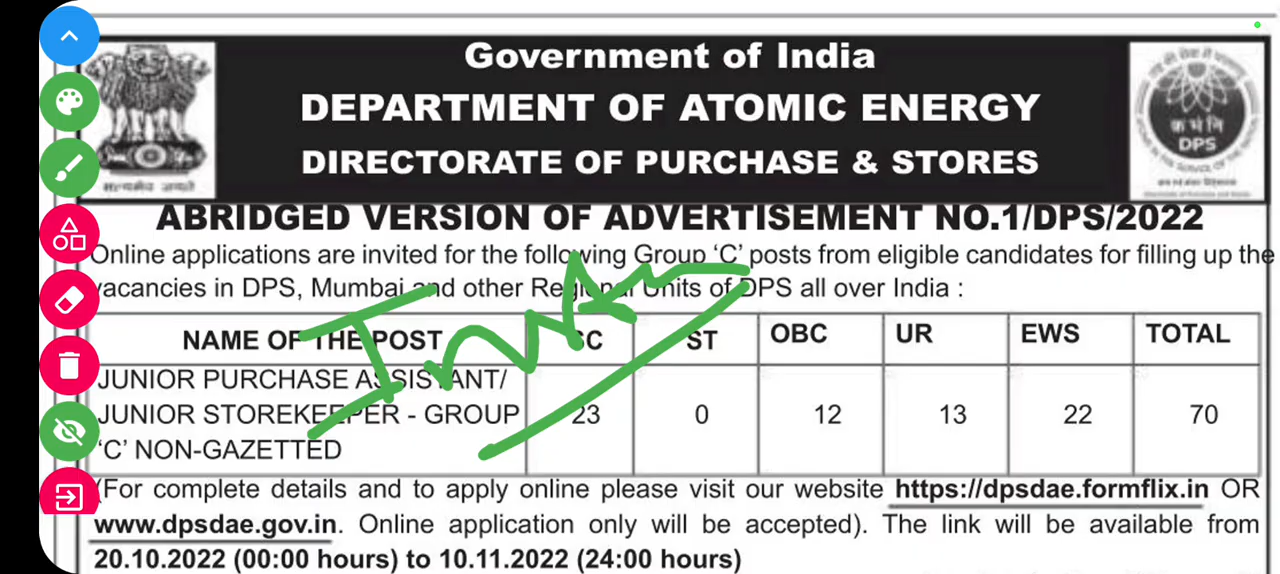 Government of India
DEPARTMENT OF ATOMIC ENERGY
DIRECTORATE OF PURCHASE & STORES
सत्यमेव जयते
क्र भं नि
DPS
ABRIDGED VERSION OF ADVERTISEMENT NO.1/DPS/2022
Online applications are invited for the following Group ‘C’ posts from eligible candidates for filling up the
vacancies in DPS, Mumbai and other Regional Units of DPS all over India :
NAME OF THE POST SC ST OBC UR EWS TOTAL
JUNIOR PURCHASE ASSISTANT/
JUNIOR STOREKEEPER - GROUP 23 0 12 13 22 70
‘C’ NON-GAZETTED
(For complete details and to apply online please visit our website https://dpsdae.formflix.in OR
www.dpsdae.gov.in. Online application only will be accepted). The link will be available from
20.10.2022 (00:00 hours) to 10.11.2022 (24:00 hours)